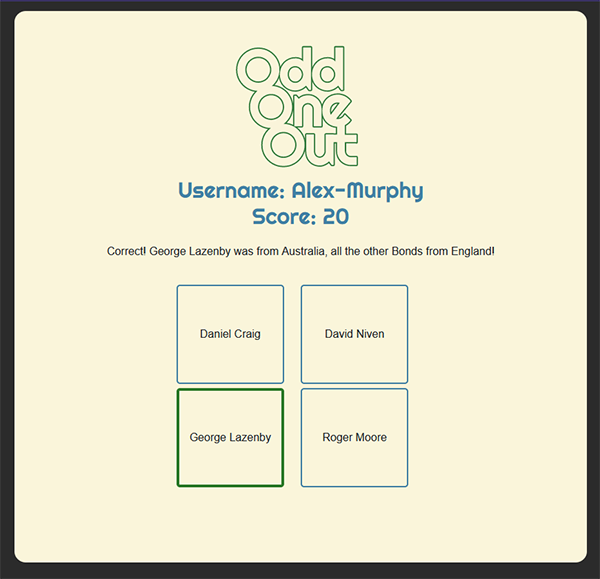 Odd
One
Out
Username: Alex-Murphy
Score: 20
Correct! George Lazenby was from Australia, all the other Bonds from England!
Daniel Craig
David Niven
George Lazenby
Roger Moore